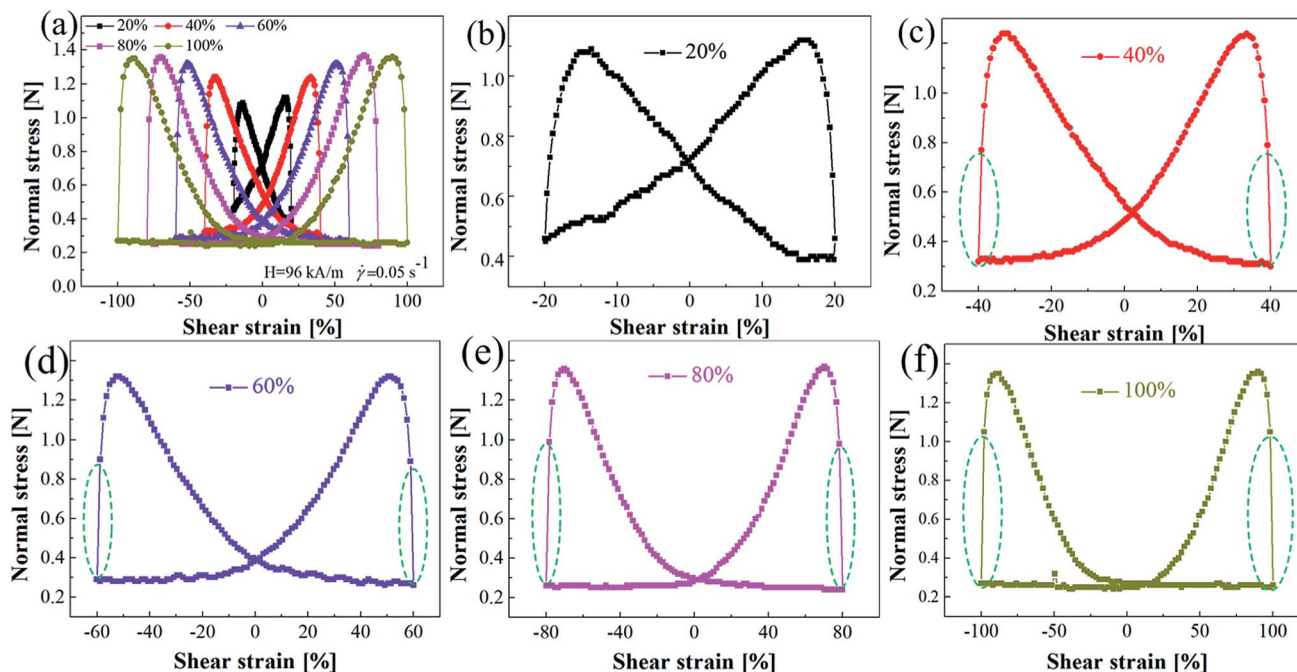 (a)
20% 40% 60%
80% 100%
Normal stress [N]
1.4
1.2
1.0
0.8
0.6
0.4
0.2
0.0
H=96 kA/m γ̇=0.05 s⁻¹
-100 -50 0 50 100
Shear strain [%]
(b)
20%
Normal stress [N]
1.0
0.8
0.6
0.4
-20 -10 0 10 20
Shear strain [%]
(c)
40%
Normal stress [N]
1.2
1.0
0.8
0.6
0.4
0.2
-40 -20 0 20 40
Shear strain [%]
(d)
60%
Normal stress [N]
1.2
1.0
0.8
0.6
0.4
0.2
-60 -40 -20 0 20 40 60
Shear strain [%]
(e)
80%
Normal stress [N]
1.2
1.0
0.8
0.6
0.4
0.2
-80 -40 0 40 80
Shear strain [%]
(f)
100%
Normal stress [N]
1.2
1.0
0.8
0.6
0.4
0.2
-100 -50 0 50 100
Shear strain [%]